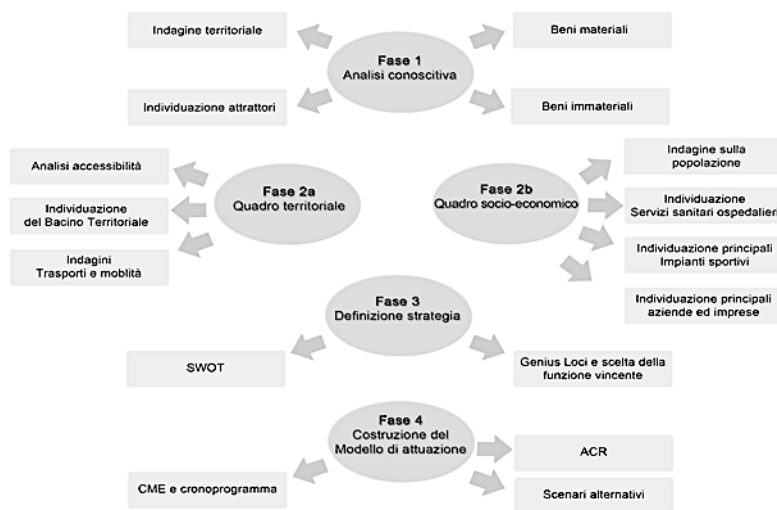 Indagine territoriale
Beni materiali
Fase 1
Analisi conoscitiva
Individuazione attrattori
Beni immateriali
Analisi accessibilità
Individuazione
del Bacino Territoriale
Indagini
Trasporti e moblità
Fase 2a
Quadro territoriale
Fase 2b
Quadro socio-economico
Indagine sulla
popolazione
Individuazione
Servizi sanitari ospedalieri
Individuazione principali
Impianti sportivi
Individuazione principali
aziende ed imprese
Fase 3
Definizione strategia
SWOT
Genius Loci e scelta della
funzione vincente
Fase 4
Costruzione del
Modello di attuazione
CME e cronoprogramma
ACR
Scenari alternativi